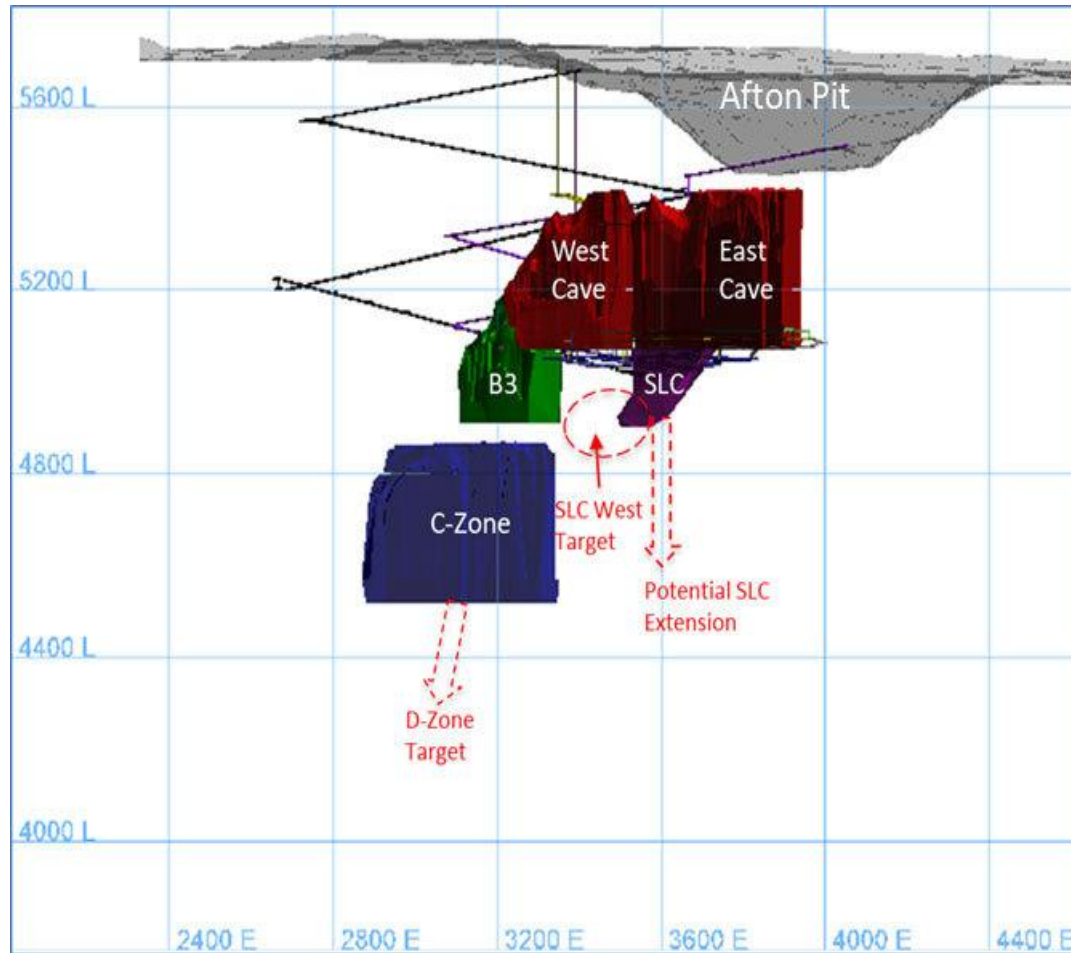 5600 L
Afton Pit
West
Cave
East
Cave
5200 L
B3
SLC
4800 L
C-Zone
SLC West
Target
Potential SLC
Extension
4400 L
D-Zone
Target
4000 L
2400 E
2800 E
3200 E
3600 E
4000 E
4400 E